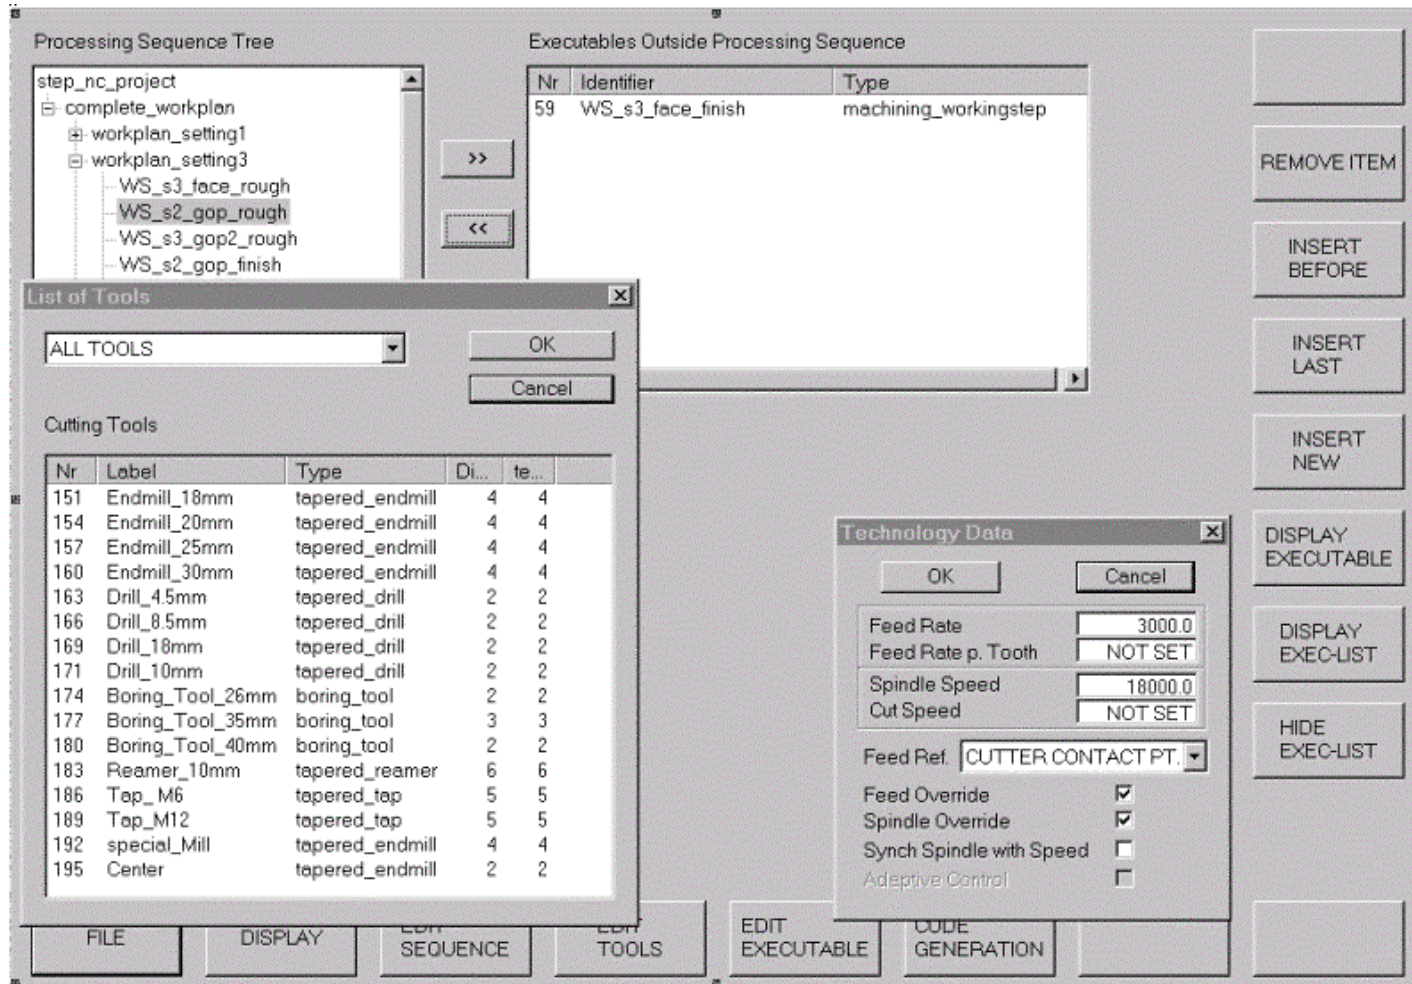 Processing Sequence Tree
step_nc_project
complete_workplan
workplan_setting1
workplan_setting3
WS_s3_face_rough
WS_s2_gop_rough
WS_s3_gop2_rough
WS_s2_gop_finish
>>
<<
Executables Outside Processing Sequence
Nr Identifier Type
59 WS_s3_face_finish machining_workingstep
REMOVE ITEM
INSERT
BEFORE
INSERT
LAST
INSERT
NEW
DISPLAY
EXECUTABLE
DISPLAY
EXEC-LIST
HIDE
EXEC-LIST
List of Tools
ALL TOOLS
OK
Cancel
Cutting Tools
Nr Label Type Di... te...
151 Endmill_18mm tapered_endmill 4 4
154 Endmill_20mm tapered_endmill 4 4
157 Endmill_25mm tapered_endmill 4 4
160 Endmill_30mm tapered_endmill 4 4
163 Drill_4.5mm tapered_drill 2 2
166 Drill_8.5mm tapered_drill 2 2
169 Drill_18mm tapered_drill 2 2
171 Drill_10mm tapered_drill 2 2
174 Boring_Tool_26mm boring_tool 2 2
177 Boring_Tool_35mm boring_tool 3 3
180 Boring_Tool_40mm boring_tool 2 2
183 Reamer_10mm tapered_reamer 6 6
186 Tap_ M6 tapered_tap 5 5
189 Tap_M12 tapered_tap 5 5
192 special_Mill tapered_endmill 4 4
195 Center tapered_endmill 2 2
Technology Data
OK Cancel
Feed Rate 3000.0
Feed Rate p. Tooth NOT SET
Spindle Speed 18000.0
Cut Speed NOT SET
Feed Ref. CUTTER CONTACT PT.
Feed Override
Spindle Override
Synch Spindle with Speed
Adaptive Control
FILE
DISPLAY
EDIT
SEQUENCE
EDIT
TOOLS
EDIT
EXECUTABLE
CODE
GENERATION